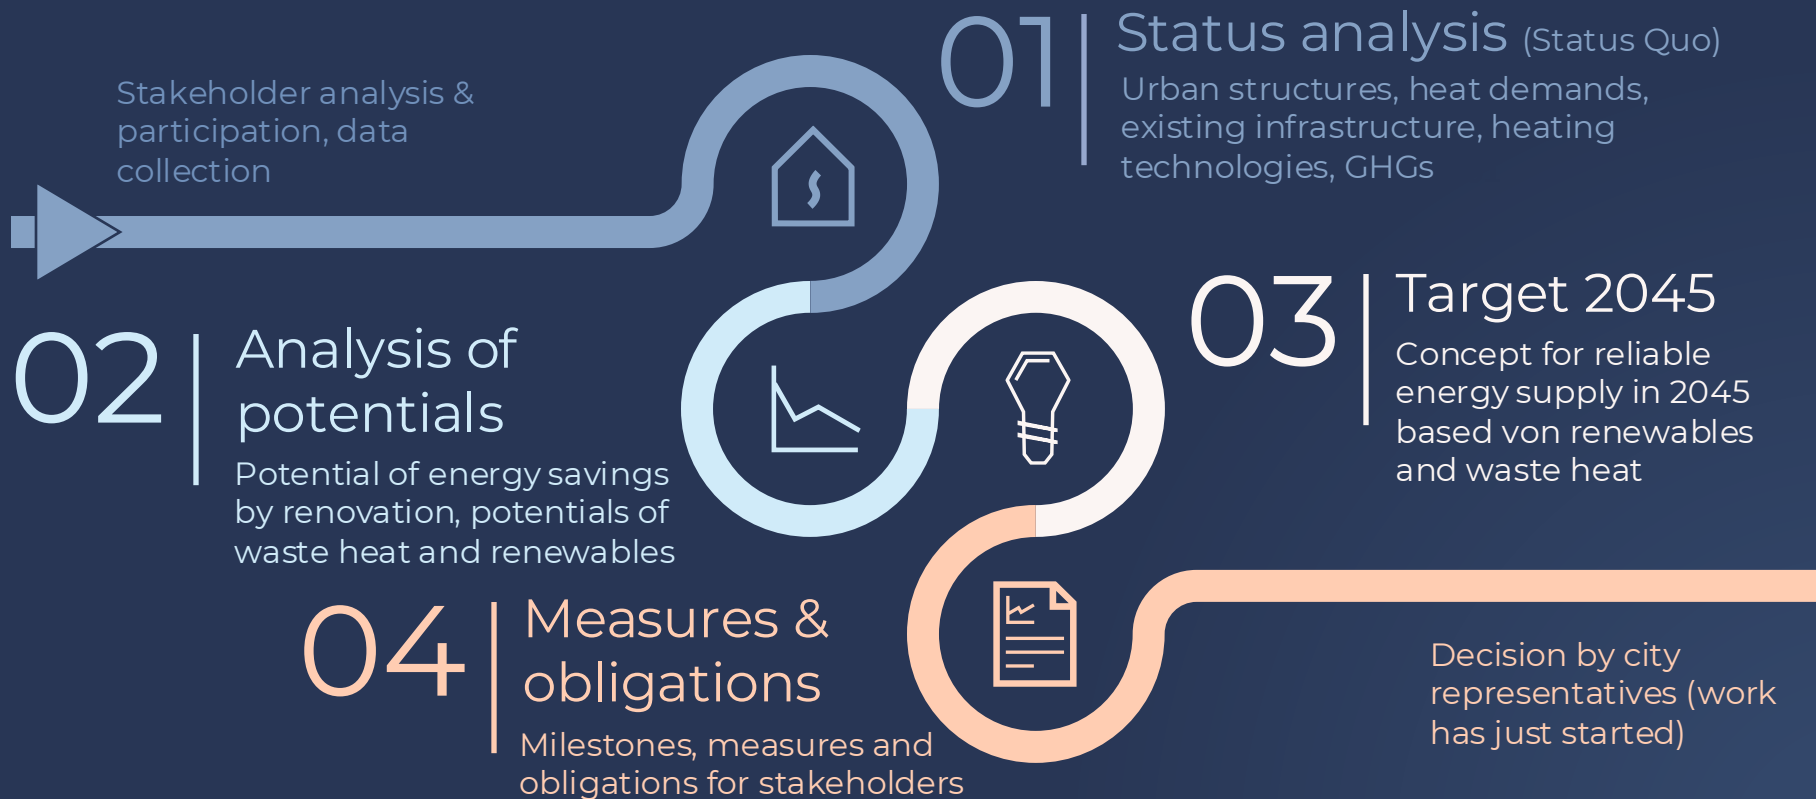 Stakeholder analysis &
participation, data
collection
01
Status analysis (Status Quo)
Urban structures, heat demands,
existing infrastructure, heating
technologies, GHGs
02
Analysis of
potentials
Potential of energy savings
by renovation, potentials of
waste heat and renewables
03
Target 2045
Concept for reliable
energy supply in 2045
based von renewables
and waste heat
04
Measures &
obligations
Milestones, measures and
obligations for stakeholders
Decision by city
representatives (work
has just started)